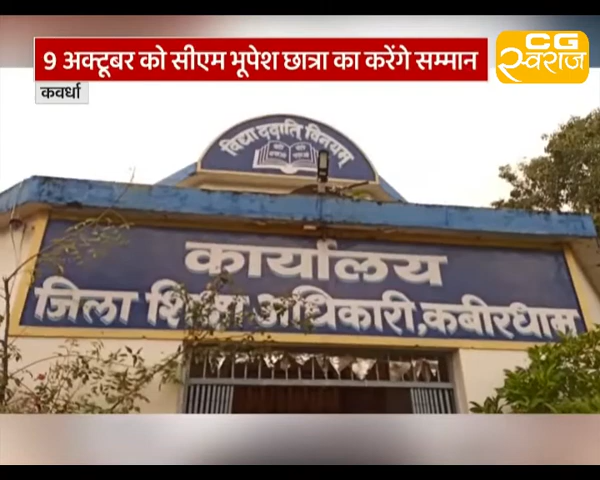 9 अक्टूबर को सीएम भूपेश छात्रा का करेंगे सम्मान
CG
स्वराज
कवर्धा
विद्या ददाति विनयम्
कार्यालय
जिला शिक्षा अधिकारी, कबीरधाम